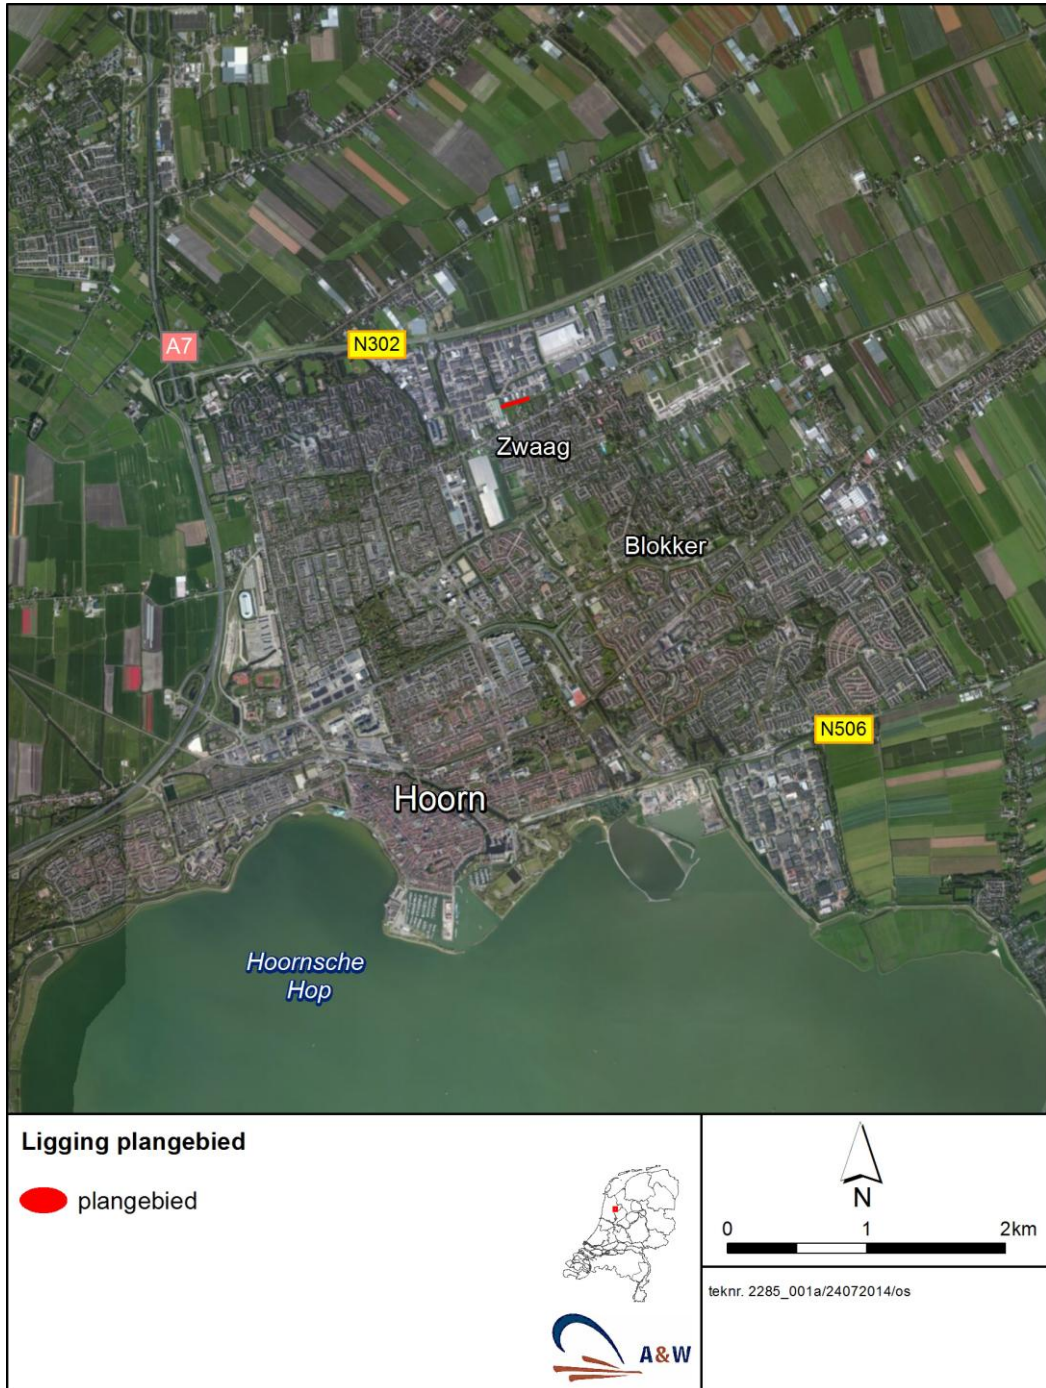 A7
N302
Zwaag
Blokker
N506
Hoorn
Hoornsche
Hop
Ligging plangebied
plangebied
A&W
N
0 1 2km
teknr. 2285_001a/24072014/os